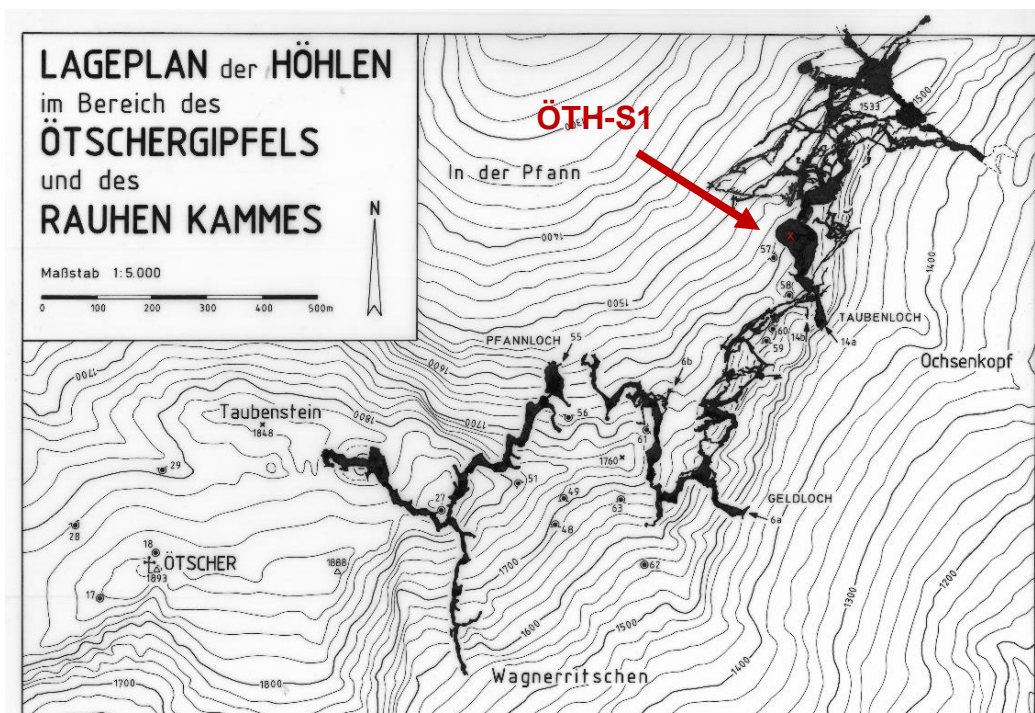 LAGEPLAN der HÖHLEN
im Bereich des
ÖTSCHERGIPFELS
und des
RAUHEN KAMMES
N
Maßstab 1:5.000
0 100 200 300 400 500m
ÖTH-S1
In der Pfann
1300
1533
1500
1400
1400
57
58
1500
TAUBENLOCH
60
59
14b
14a
PFANNLOCH
55
6b
Ochsenkopf
1600
1700
1800
1700
Taubenstein
1848
56
61
1760
29
51
49
63
27
48
GELDLOCH
6a
28
18
ÖTSCHER
1893
1888
17
62
1700
1600
1500
1400
1300
1200
1700
1800
Wagnerritschen